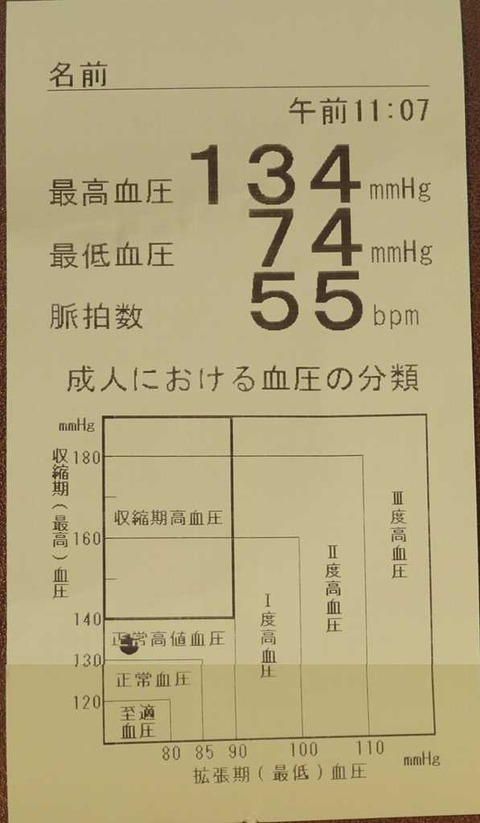 名前
午前11:07
最高血圧 134 mmHg
最低血圧 74 mmHg
脈拍数 55 bpm
成人における血圧の分類
mmHg
収縮期(最高)血圧
180
160
140
130
120
収縮期高血圧
正常高値血圧
正常血圧
至適
血圧
Ⅰ度高血圧
Ⅱ度高血圧
Ⅲ度高血圧
80 85 90 100 110 mmHg
拡張期(最低)血圧